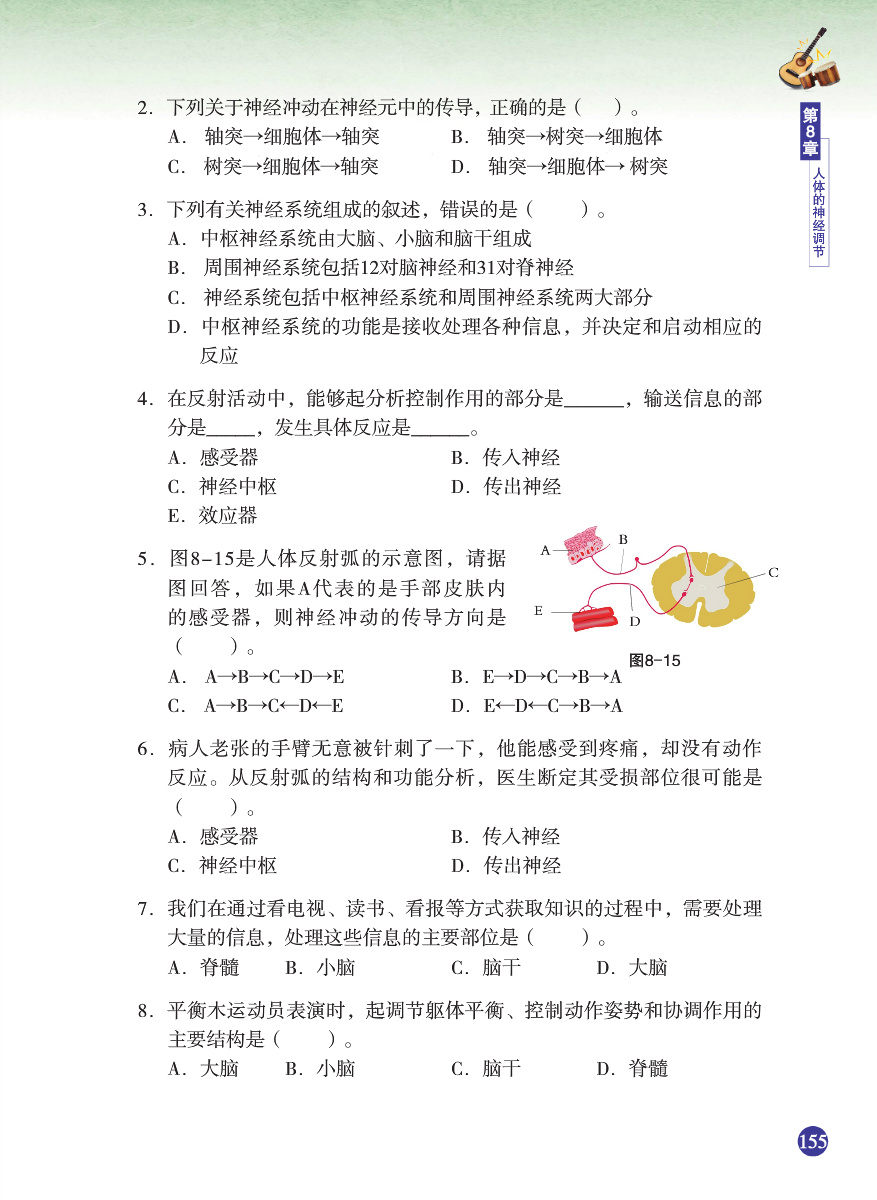 第8章
人体的神经调节
2．下列关于神经冲动在神经元中的传导，正确的是（　　）。
A． 轴突→细胞体→轴突　　B． 轴突→树突→细胞体
C． 树突→细胞体→轴突　　D． 轴突→细胞体→ 树突
3．下列有关神经系统组成的叙述，错误的是（　　）。
A．中枢神经系统由大脑、小脑和脑干组成
B． 周围神经系统包括12对脑神经和31对脊神经
C． 神经系统包括中枢神经系统和周围神经系统两大部分
D．中枢神经系统的功能是接收处理各种信息，并决定和启动相应的
反应
4．在反射活动中，能够起分析控制作用的部分是______，输送信息的部
分是_____，发生具体反应是______。
A．感受器　　B．传入神经
C．神经中枢　　D．传出神经
E．效应器
5．图8-15是人体反射弧的示意图，请据
图回答，如果A代表的是手部皮肤内
的感受器，则神经冲动的传导方向是
（　　）。
A
B
C
E
D
图8-15
A． A→B→C→D→E　　B．E→D→C→B→A
C． A→B→C←D←E　　D．E←D←C→B→A
6．病人老张的手臂无意被针刺了一下，他能感受到疼痛，却没有动作
反应。从反射弧的结构和功能分析，医生断定其受损部位很可能是
（　　）。
A．感受器　　B．传入神经
C．神经中枢　　D．传出神经
7．我们在通过看电视、读书、看报等方式获取知识的过程中，需要处理
大量的信息，处理这些信息的主要部位是（　　）。
A．脊髓　　B．小脑　　C．脑干　　D．大脑
8．平衡木运动员表演时，起调节躯体平衡、控制动作姿势和协调作用的
主要结构是（　　）。
A．大脑　　B．小脑　　C．脑干　　D．脊髓
155